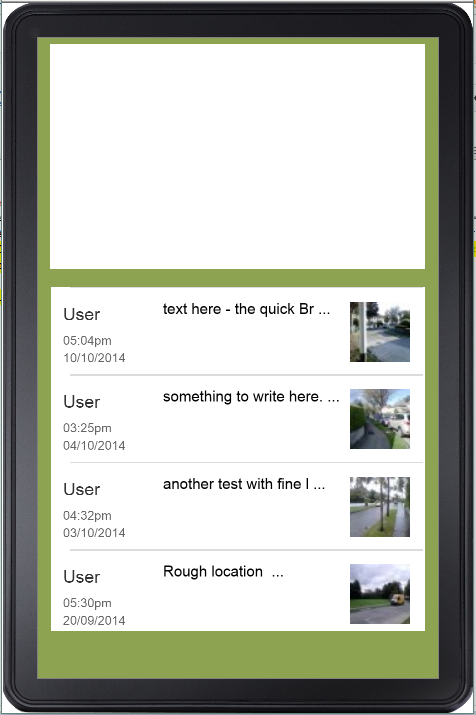 User
text here - the quick Br ...
05:04pm
10/10/2014
User
something to write here. ...
03:25pm
04/10/2014
User
another test with fine l ...
04:32pm
03/10/2014
User
Rough location ...
05:30pm
20/09/2014